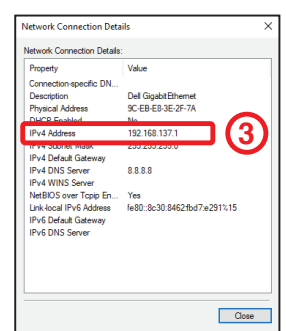 Network Connection Details
Network Connection Details:
Property Value
Connection-specific DN...
Description Dell GigabitEthernet
Physical Address 9C-EB-E8-3E-2F-7A
DHCP Enabled No
IPv4 Address 192.168.137.1
3
IPv4 Subnet Mask 255.255.255.0
IPv4 Default Gateway
IPv4 DNS Server 8.8.8.8
IPv4 WINS Server
NetBIOS over Tcpip En... Yes
Link-local IPv6 Address fe80::8c30:8462:fbd7:e291%15
IPv6 Default Gateway
IPv6 DNS Server
Close